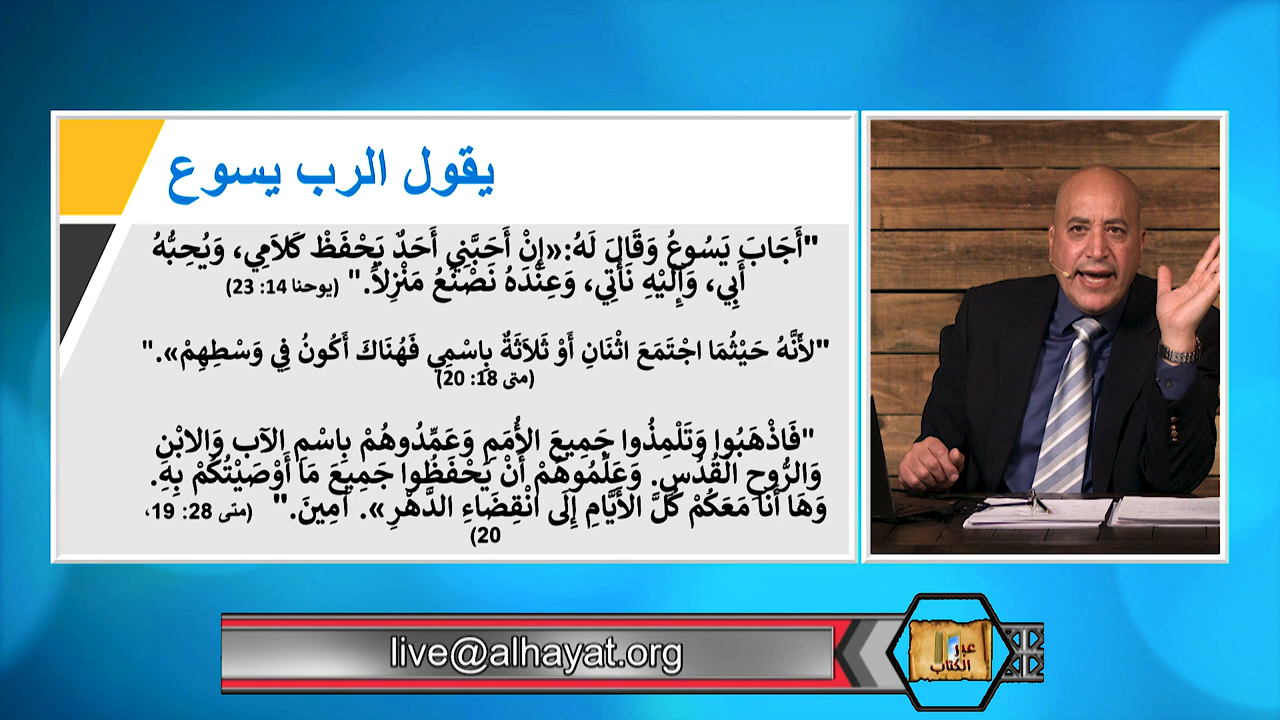 يقول الرب يسوع
"أَجَابَ يَسُوعُ وَقَالَ لَهُ:«إِنْ أَحَبَّنِي أَحَدٌ يَحْفَظْ كَلاَمِي، وَيُحِبُّهُ
أَبِي، وَإِلَيْهِ نَأْتِي، وَعِنْدَهُ نَصْنَعُ مَنْزِلاً." (يوحنا 14: 23)
"لأَنَّهُ حَيْثُمَا اجْتَمَعَ اثْنَانِ أَوْ ثَلاَثَةٌ بِاسْمِي فَهُنَاكَ أَكُونُ فِي وَسْطِهِمْ»."
(متى 18: 20)
"فَاذْهَبُوا وَتَلْمِذُوا جَمِيعَ الأُمَمِ وَعَمِّدُوهُمْ بِاسْمِ الآب وَالابْنِ
وَالرُّوحِ الْقُدُسِ. وَعَلِّمُوهُمْ أَنْ يَحْفَظُوا جَمِيعَ مَا أَوْصَيْتُكُمْ بِهِ.
وَهَا أَنَا مَعَكُمْ كُلَّ الأَيَّامِ إِلَى انْقِضَاءِ الدَّهْرِ». آمِينَ." (متى 28: 19،
20)
live@alhayat.org
عبر
الكتاب